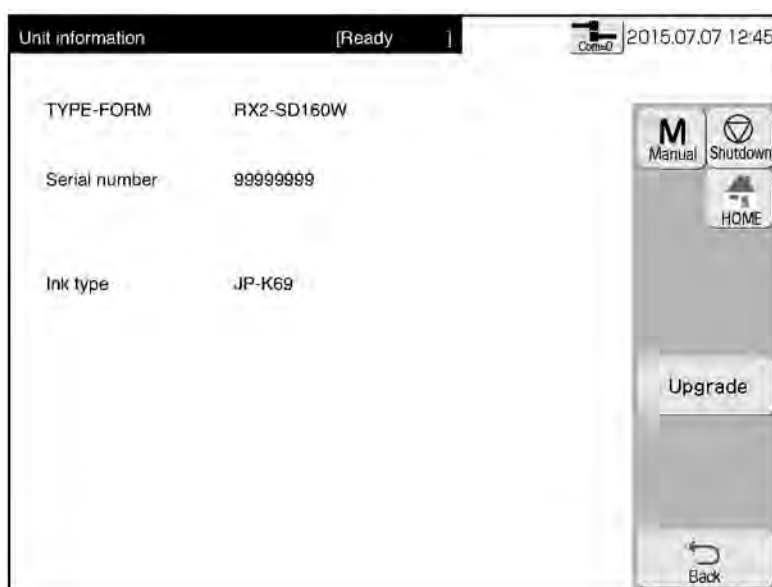 Unit information [Ready ] Com=0 2015.07.07 12:45
TYPE-FORM RX2-SD160W
M
Manual Shutdown
Serial number 99999999
HOME
Ink type JP-K69
Upgrade
Back